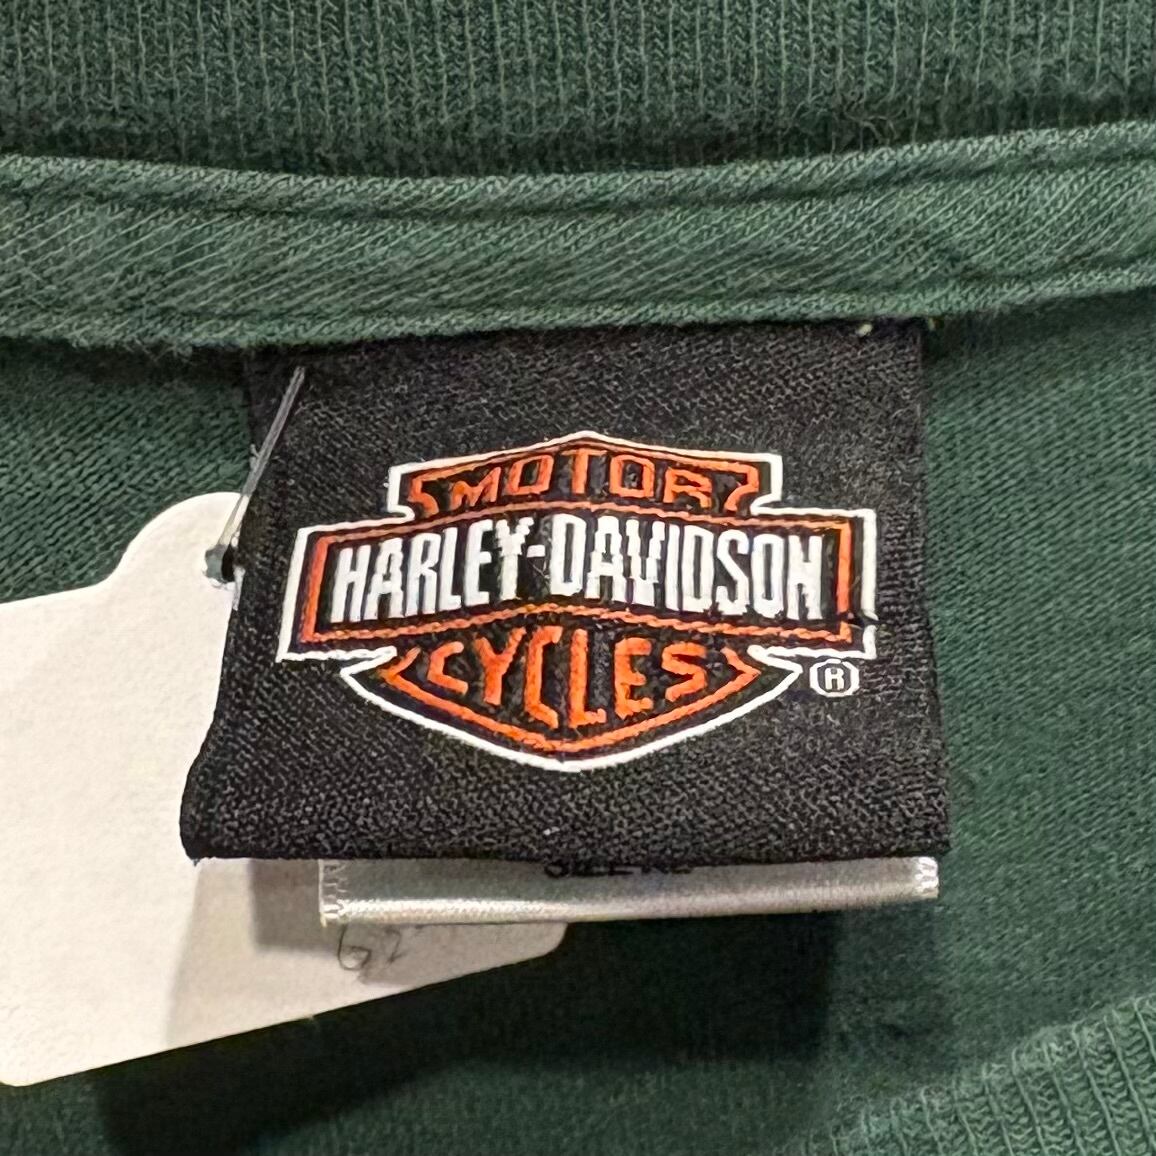 MOTOR
HARLEY-DAVIDSON
CYCLES
®